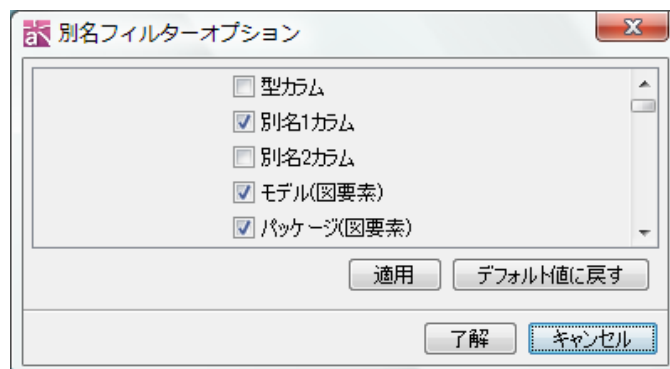 別名フィルターオプション
型カラム
別名1カラム
別名2カラム
モデル(図要素)
パッケージ(図要素)
適用 デフォルト値に戻す
了解 キャンセル